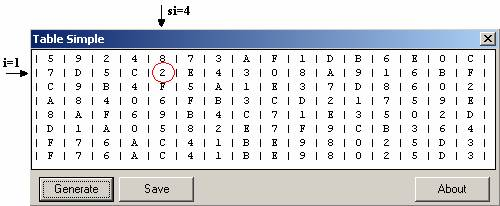 si=4
i=1
Table Simple
| 5 | 9 | 2 | 4 | 8 | 7 | 3 | A | F | 1 | D | B | 6 | E | 0 | C |
| 7 | D | 5 | C | 2 | E | 4 | 3 | 0 | 8 | A | 9 | 1 | 6 | B | F |
| C | 9 | B | 4 | F | 5 | A | 1 | E | 3 | 7 | D | 8 | 6 | 2 | 0 |
| A | 8 | 4 | 0 | 6 | F | B | 3 | C | D | 2 | 1 | 7 | 5 | 9 | E |
| 8 | A | F | 6 | 9 | B | 4 | C | 7 | 1 | E | 3 | 5 | 0 | 2 | D |
| D | 1 | A | 0 | 5 | 8 | 2 | E | 7 | F | 9 | C | B | 3 | 6 | 4 |
| F | 7 | 6 | A | C | 4 | 1 | B | E | 9 | 8 | 0 | 2 | 5 | D | 3 |
| F | 7 | 6 | A | C | 4 | 1 | B | E | 9 | 8 | 0 | 2 | 5 | D | 3 |
Generate Save About